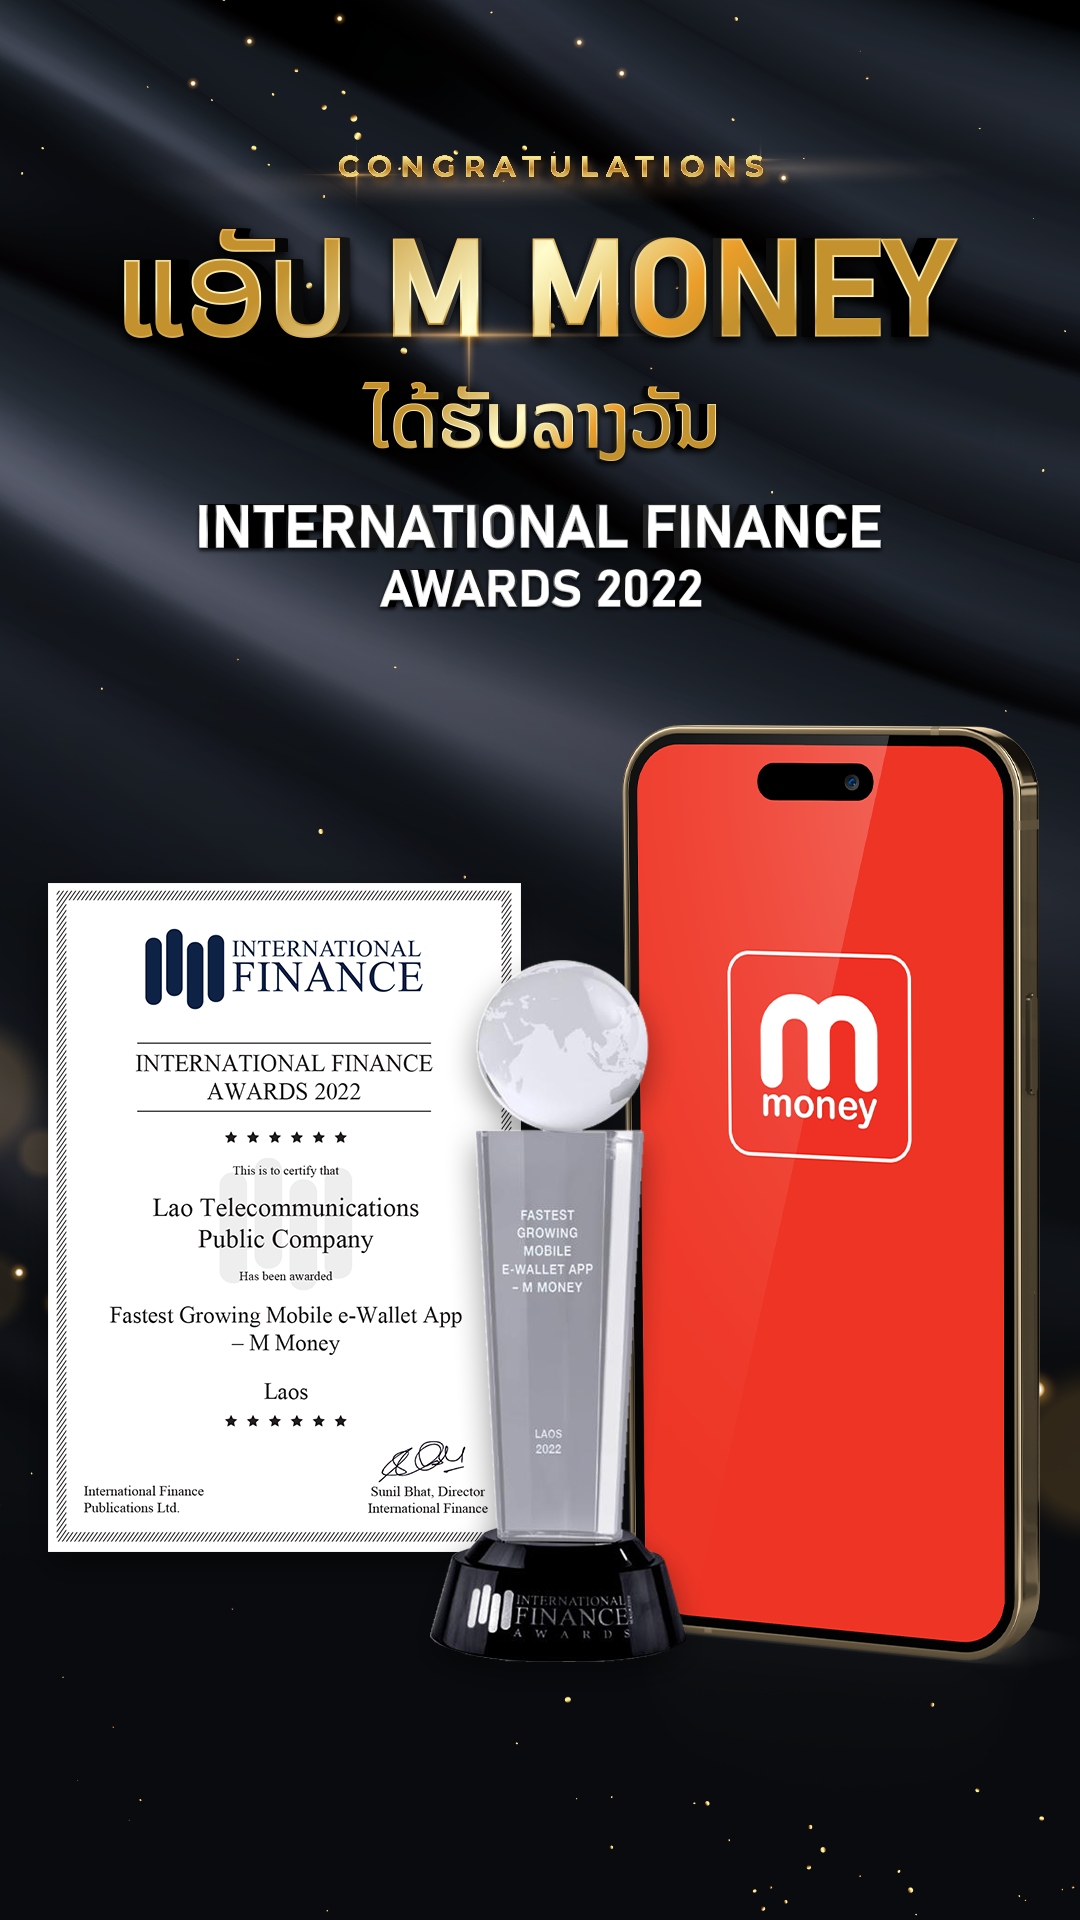 CONGRATULATIONS
ແອັປ M MONEY
ໄດ້ຮັບລາງວັນ
INTERNATIONAL FINANCE
AWARDS 2022
INTERNATIONAL
FINANCE
INTERNATIONAL FINANCE
AWARDS 2022
★ ★ ★ ★ ★ ★
This is to certify that
Lao Telecommunications
Public Company
Has been awarded
Fastest Growing Mobile e-Wallet App
– M Money
Laos
★ ★ ★ ★ ★ ★
International Finance
Publications Ltd.
Sunil Bhat, Director
International Finance
FASTEST
GROWING
MOBILE
E-WALLET APP
– M MONEY
LAOS
2022
INTERNATIONAL
FINANCE
AWARDS
m
money